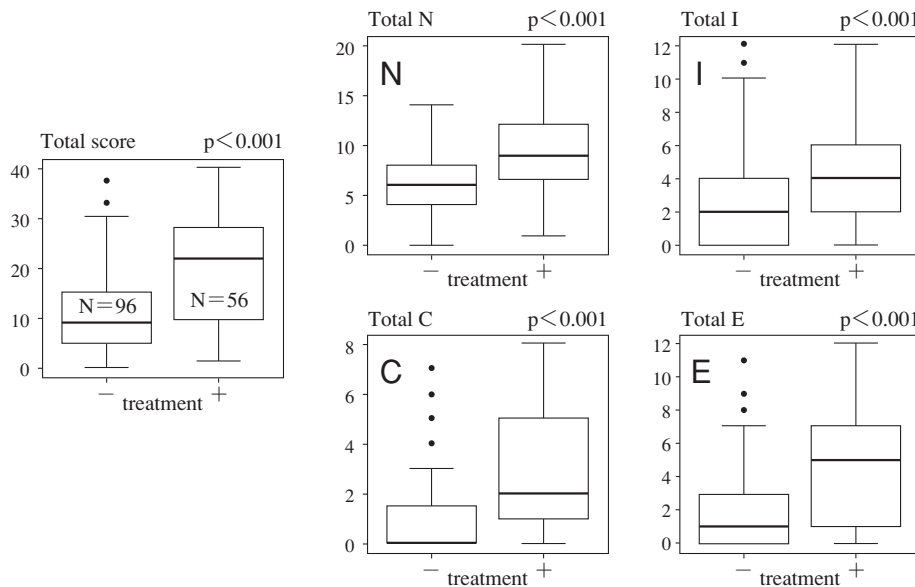 Total score p<0.001
40
30
20
10
0
N=96 N=56
− treatment +
Total N p<0.001
N
20
15
10
5
0
− treatment +
Total I p<0.001
I
12
10
8
6
4
2
0
− treatment +
Total C p<0.001
C
8
6
4
2
0
− treatment +
Total E p<0.001
E
12
10
8
6
4
2
0
− treatment +